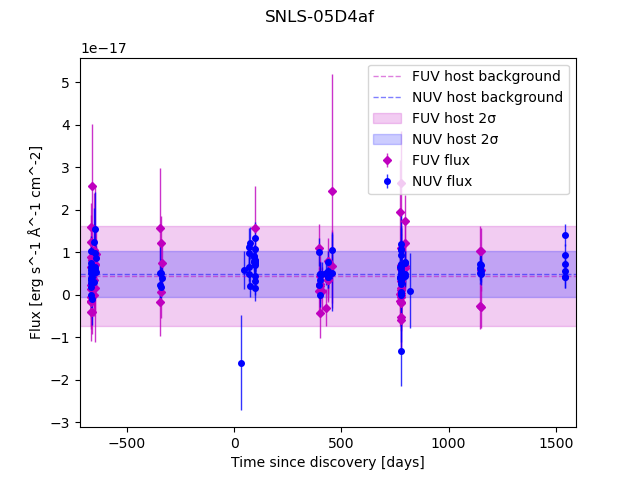 SNLS-05D4af
1e−17
FUV host background
NUV host background
FUV host 2σ
NUV host 2σ
FUV flux
NUV flux
5
4
3
2
1
0
−1
−2
−3
Flux [erg s^-1 Å^-1 cm^-2]
−500
0
500
1000
1500
Time since discovery [days]